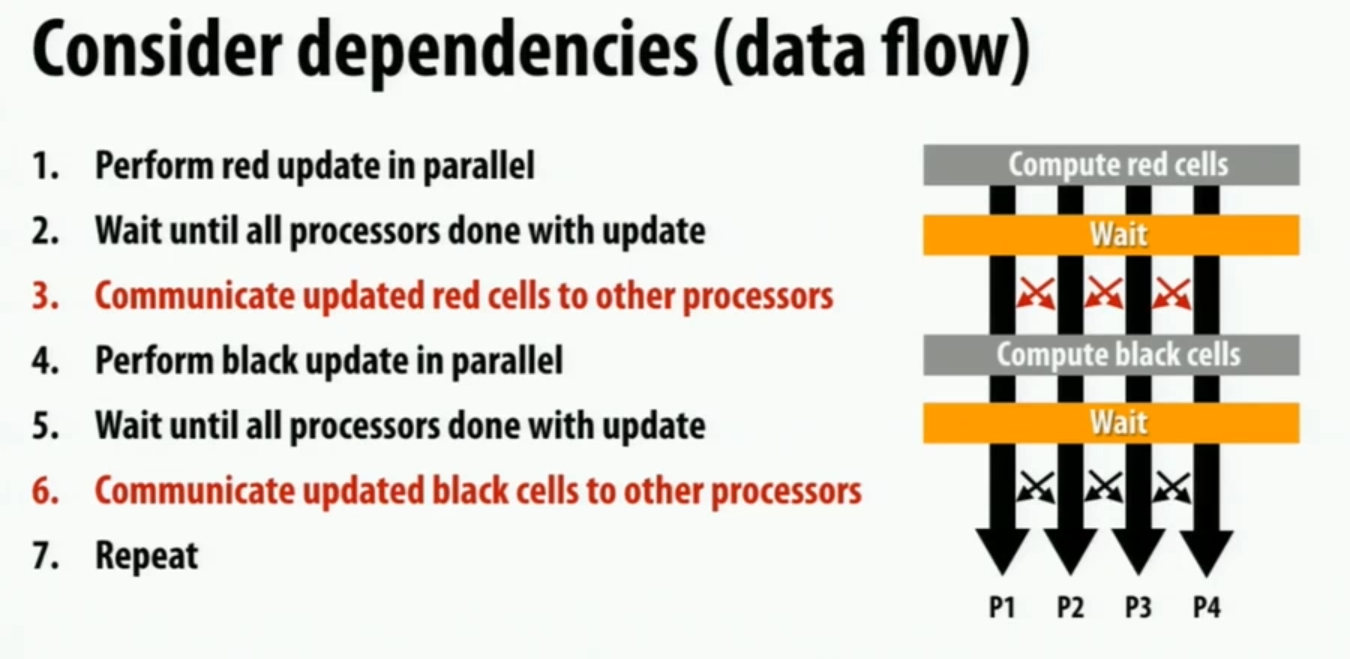 Consider dependencies (data flow)
1. Perform red update in parallel
2. Wait until all processors done with update
3. Communicate updated red cells to other processors
4. Perform black update in parallel
5. Wait until all processors done with update
6. Communicate updated black cells to other processors
7. Repeat
Compute red cells
Wait
Compute black cells
Wait
P1 P2 P3 P4